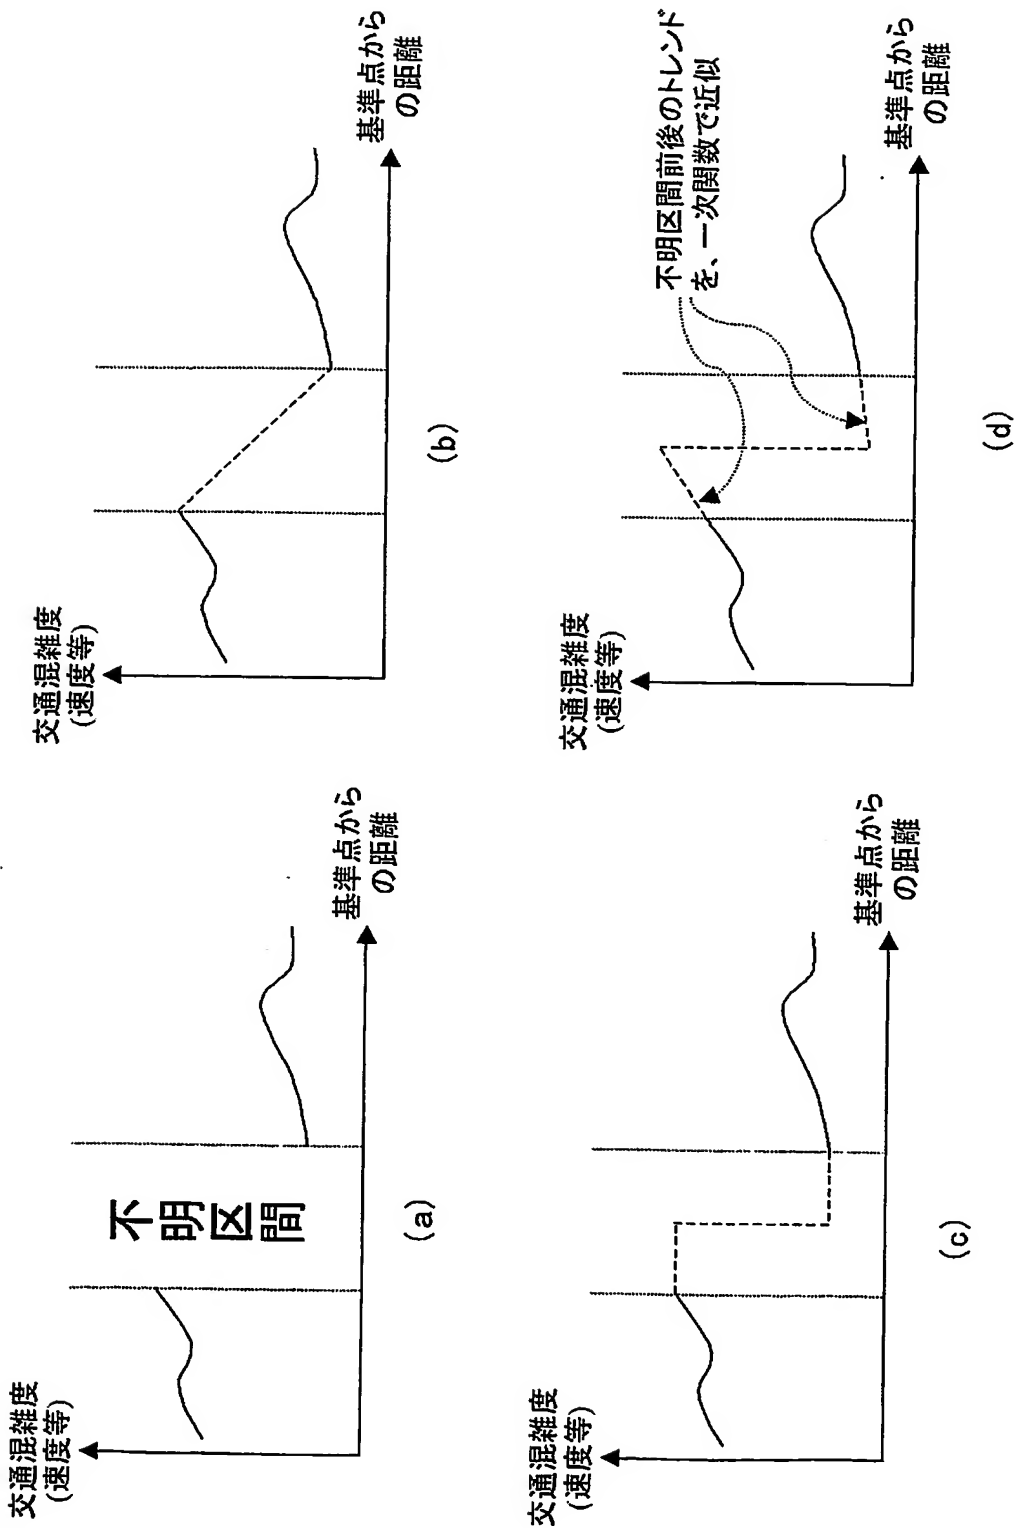 交通混雑度
(速度等)
不明区間
基準点から
の距離
(a)
交通混雑度
(速度等)
基準点から
の距離
(b)
交通混雑度
(速度等)
基準点から
の距離
(c)
交通混雑度
(速度等)
不明区間前後のトレンド
を、一次関数で近似
基準点から
の距離
(d)